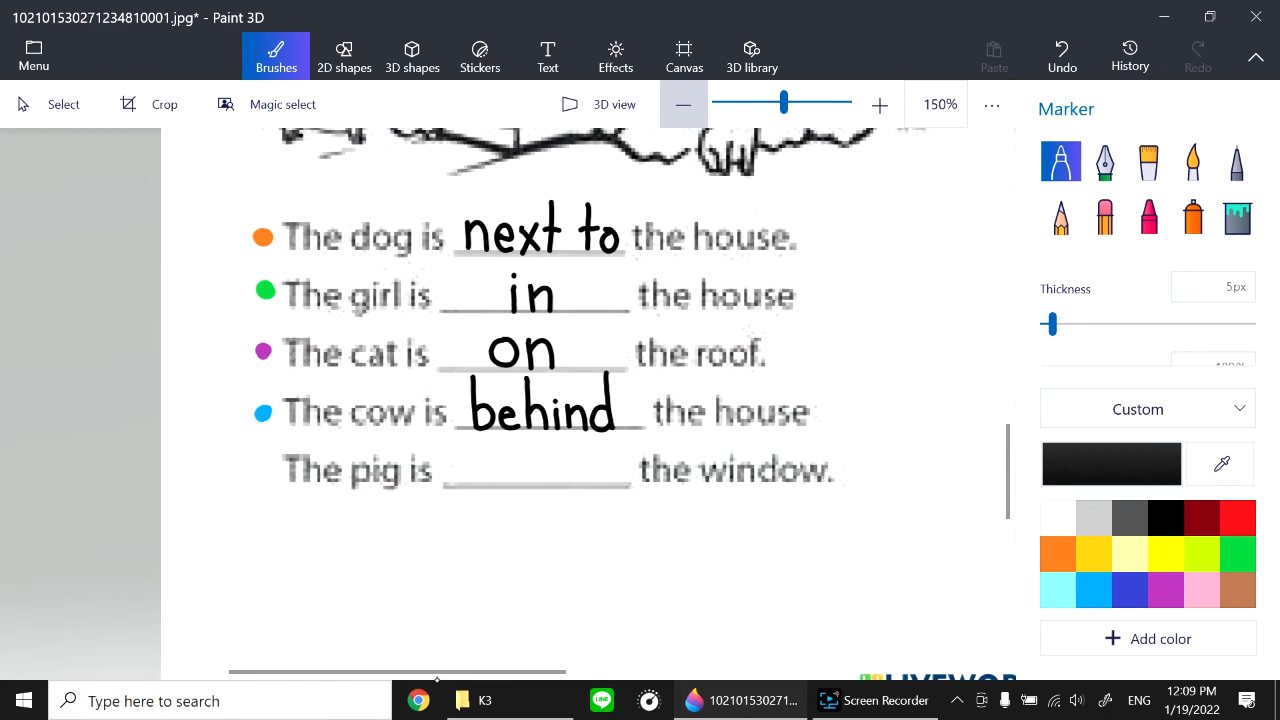 102101530271234810001.jpg* - Paint 3D
Menu
Brushes 2D shapes 3D shapes Stickers Text Effects Canvas 3D library Paste Undo History Redo
Select Crop Magic select 3D view 150%
Marker
The dog is next to the house.
The girl is in the house
The cat is on the roof.
The cow is behind the house
The pig is ____________ the window.
Thickness 5px
Custom
Add color
Type here to search K3 102101530271... Screen Recorder ENG 12:09 PM
1/19/2022